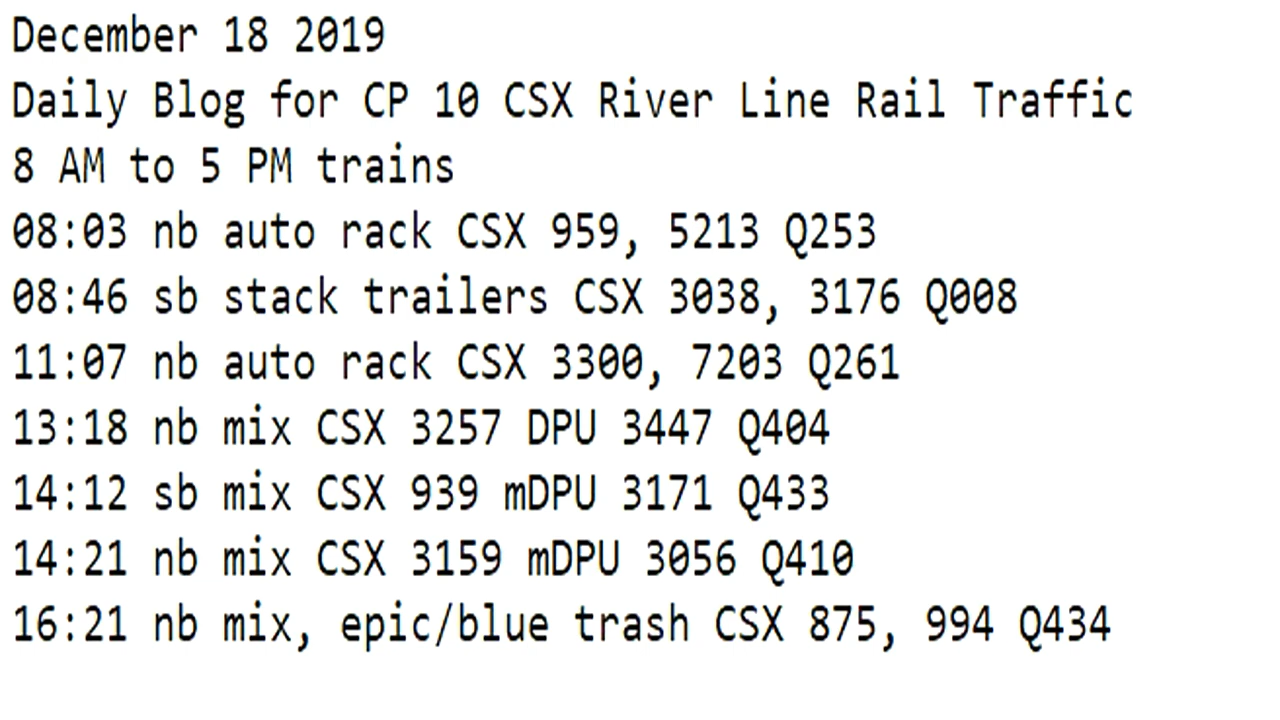 December 18 2019
Daily Blog for CP 10 CSX River Line Rail Traffic
8 AM to 5 PM trains
08:03 nb auto rack CSX 959, 5213 Q253
08:46 sb stack trailers CSX 3038, 3176 Q008
11:07 nb auto rack CSX 3300, 7203 Q261
13:18 nb mix CSX 3257 DPU 3447 Q404
14:12 sb mix CSX 939 mDPU 3171 Q433
14:21 nb mix CSX 3159 mDPU 3056 Q410
16:21 nb mix, epic/blue trash CSX 875, 994 Q434